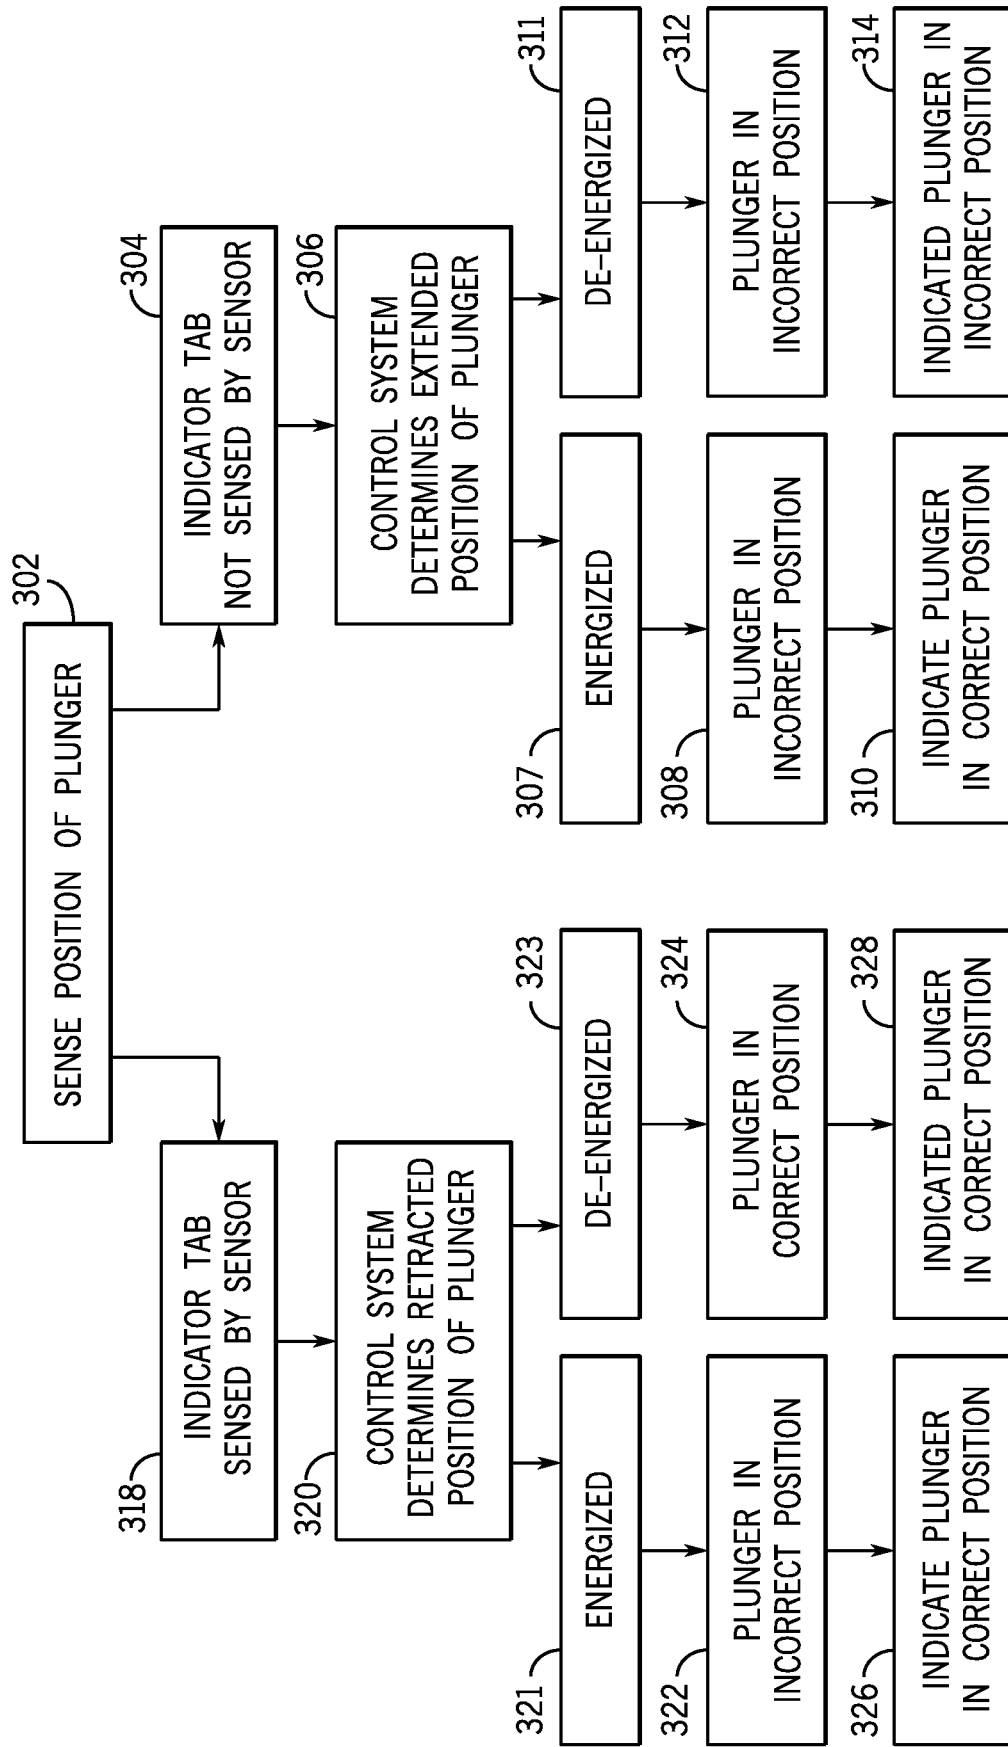 302
SENSE POSITION OF PLUNGER
318
INDICATOR TAB
SENSED BY SENSOR
304
INDICATOR TAB
NOT SENSED BY SENSOR
320
CONTROL SYSTEM
DETERMINES RETRACTED
POSITION OF PLUNGER
306
CONTROL SYSTEM
DETERMINES EXTENDED
POSITION OF PLUNGER
321
ENERGIZED
323
DE-ENERGIZED
307
ENERGIZED
311
DE-ENERGIZED
322
PLUNGER IN
INCORRECT POSITION
324
PLUNGER IN
CORRECT POSITION
308
PLUNGER IN
INCORRECT POSITION
312
PLUNGER IN
INCORRECT POSITION
326
INDICATE PLUNGER
IN CORRECT POSITION
328
INDICATED PLUNGER
IN CORRECT POSITION
310
INDICATE PLUNGER
IN CORRECT POSITION
314
INDICATED PLUNGER IN
INCORRECT POSITION